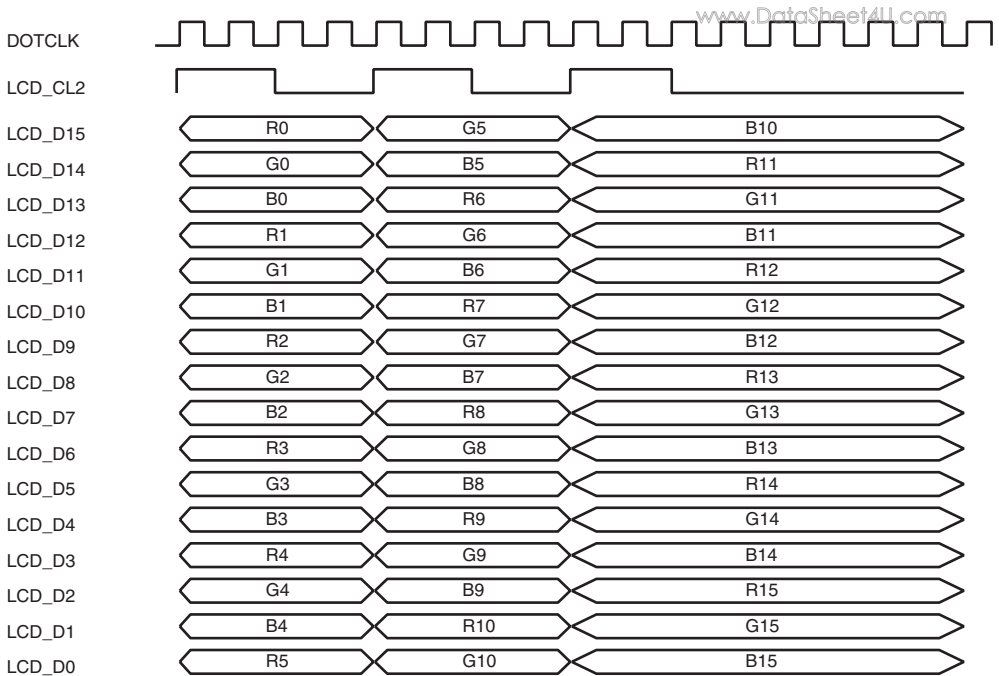 www.DataSheet4U.com
DOTCLK
LCD_CL2
LCD_D15 R0 G5 B10
LCD_D14 G0 B5 R11
LCD_D13 B0 R6 G11
LCD_D12 R1 G6 B11
LCD_D11 G1 B6 R12
LCD_D10 B1 R7 G12
LCD_D9 R2 G7 B12
LCD_D8 G2 B7 R13
LCD_D7 B2 R8 G13
LCD_D6 R3 G8 B13
LCD_D5 G3 B8 R14
LCD_D4 B3 R9 G14
LCD_D3 R4 G9 B14
LCD_D2 G4 B9 R15
LCD_D1 B4 R10 G15
LCD_D0 R5 G10 B15